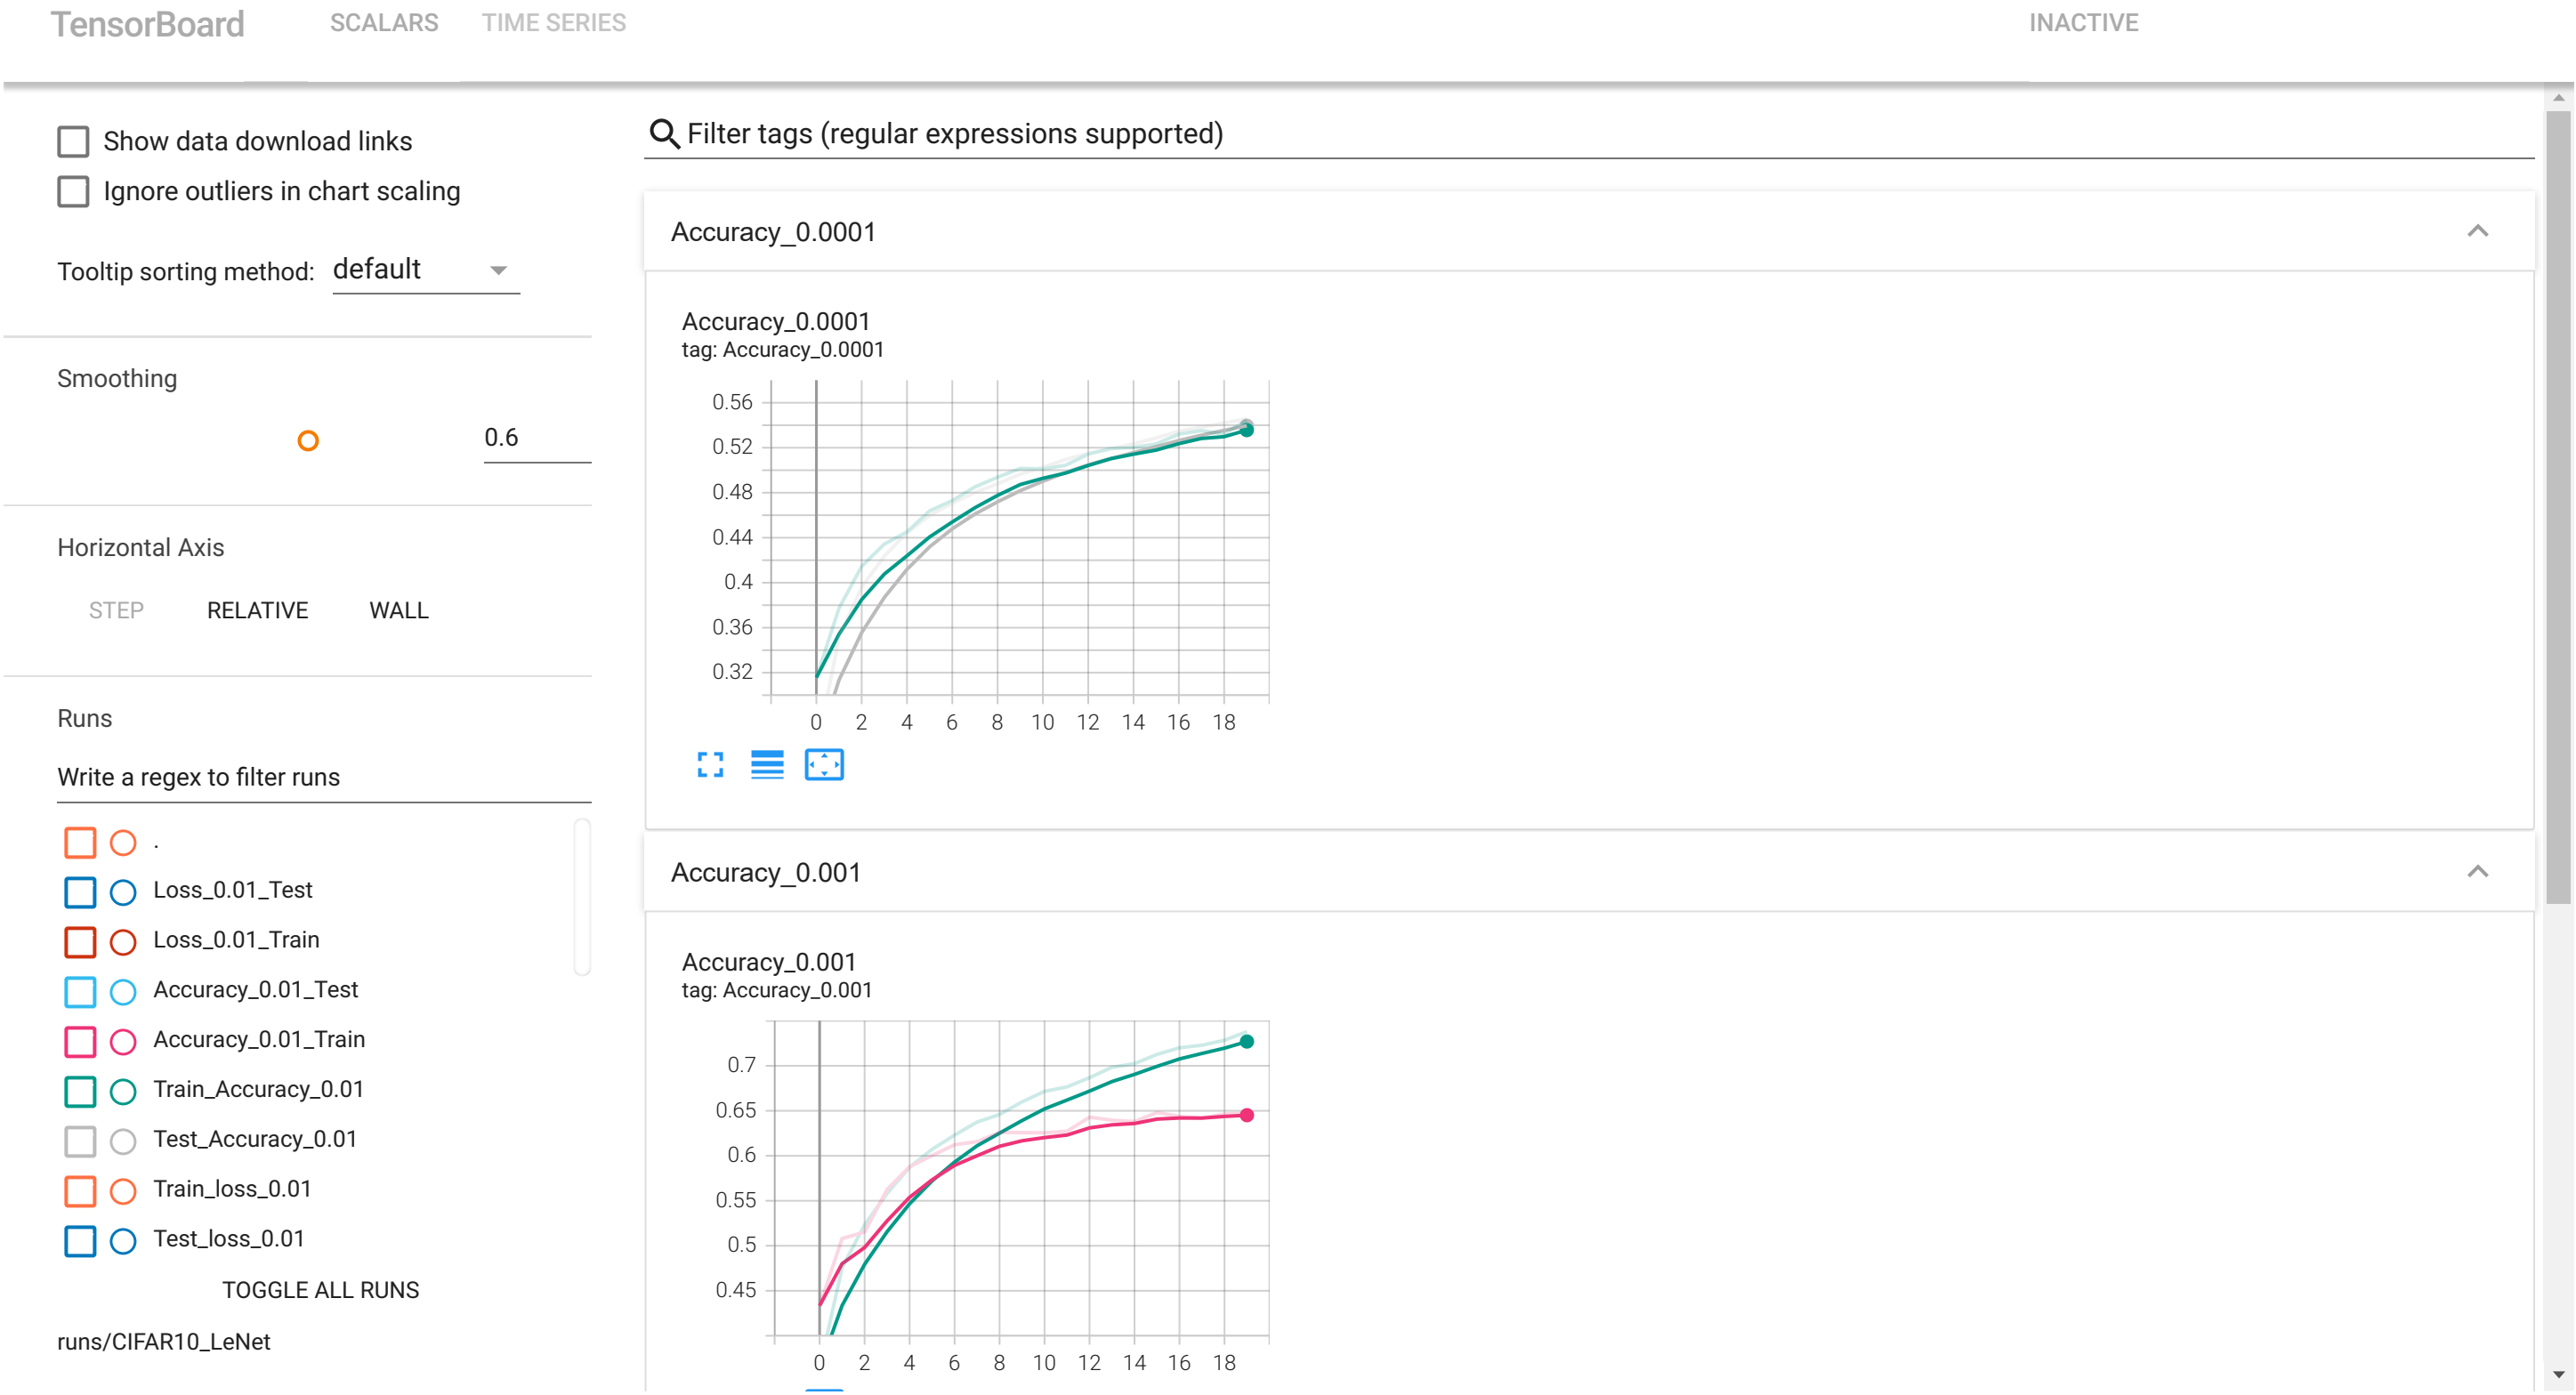 TensorBoard SCALARS TIME SERIES INACTIVE
Show data download links
Ignore outliers in chart scaling
Tooltip sorting method: default
Smoothing
0.6
Horizontal Axis
STEP RELATIVE WALL
Runs
Write a regex to filter runs
.
Loss_0.01_Test
Loss_0.01_Train
Accuracy_0.01_Test
Accuracy_0.01_Train
Train_Accuracy_0.01
Test_Accuracy_0.01
Train_loss_0.01
Test_loss_0.01
TOGGLE ALL RUNS
runs/CIFAR10_LeNet
Filter tags (regular expressions supported)
Accuracy_0.0001
Accuracy_0.0001
tag: Accuracy_0.0001
0.56
0.52
0.48
0.44
0.4
0.36
0.32
0 2 4 6 8 10 12 14 16 18
Accuracy_0.001
Accuracy_0.001
tag: Accuracy_0.001
0.7
0.65
0.6
0.55
0.5
0.45
0 2 4 6 8 10 12 14 16 18